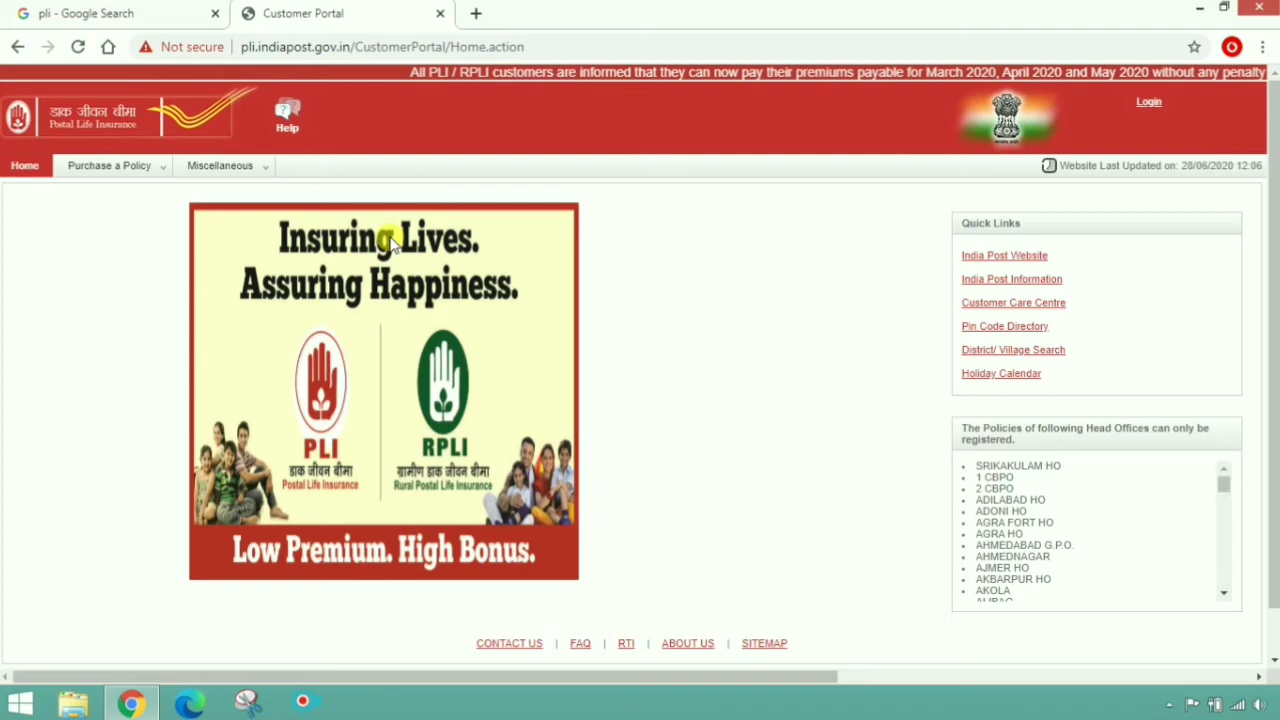 pli - Google Search
Customer Portal
Not secure
pli.indiapost.gov.in/CustomerPortal/Home.action
All PLI / RPLI customers are informed that they can now pay their premiums payable for March 2020, April 2020 and May 2020 without any penalty
डाक जीवन बीमा
Postal Life Insurance
Help
Login
Home
Purchase a Policy
Miscellaneous
Website Last Updated on: 28/06/2020 12:06
Insuring Lives.
Assuring Happiness.
PLI
डाक जीवन बीमा
Postal Life Insurance
RPLI
ग्रामीण डाक जीवन बीमा
Rural Postal Life Insurance
Low Premium. High Bonus.
Quick Links
India Post Website
India Post Information
Customer Care Centre
Pin Code Directory
District/ Village Search
Holiday Calendar
The Policies of following Head Offices can only be
registered.
SRIKAKULAM HO
1 CBPO
2 CBPO
ADILABAD HO
ADONI HO
AGRA FORT HO
AGRA HO
AHMEDABAD G.P.O.
AHMEDNAGAR
AJMER HO
AKBARPUR HO
AKOLA
CONTACT US | FAQ | RTI | ABOUT US | SITEMAP